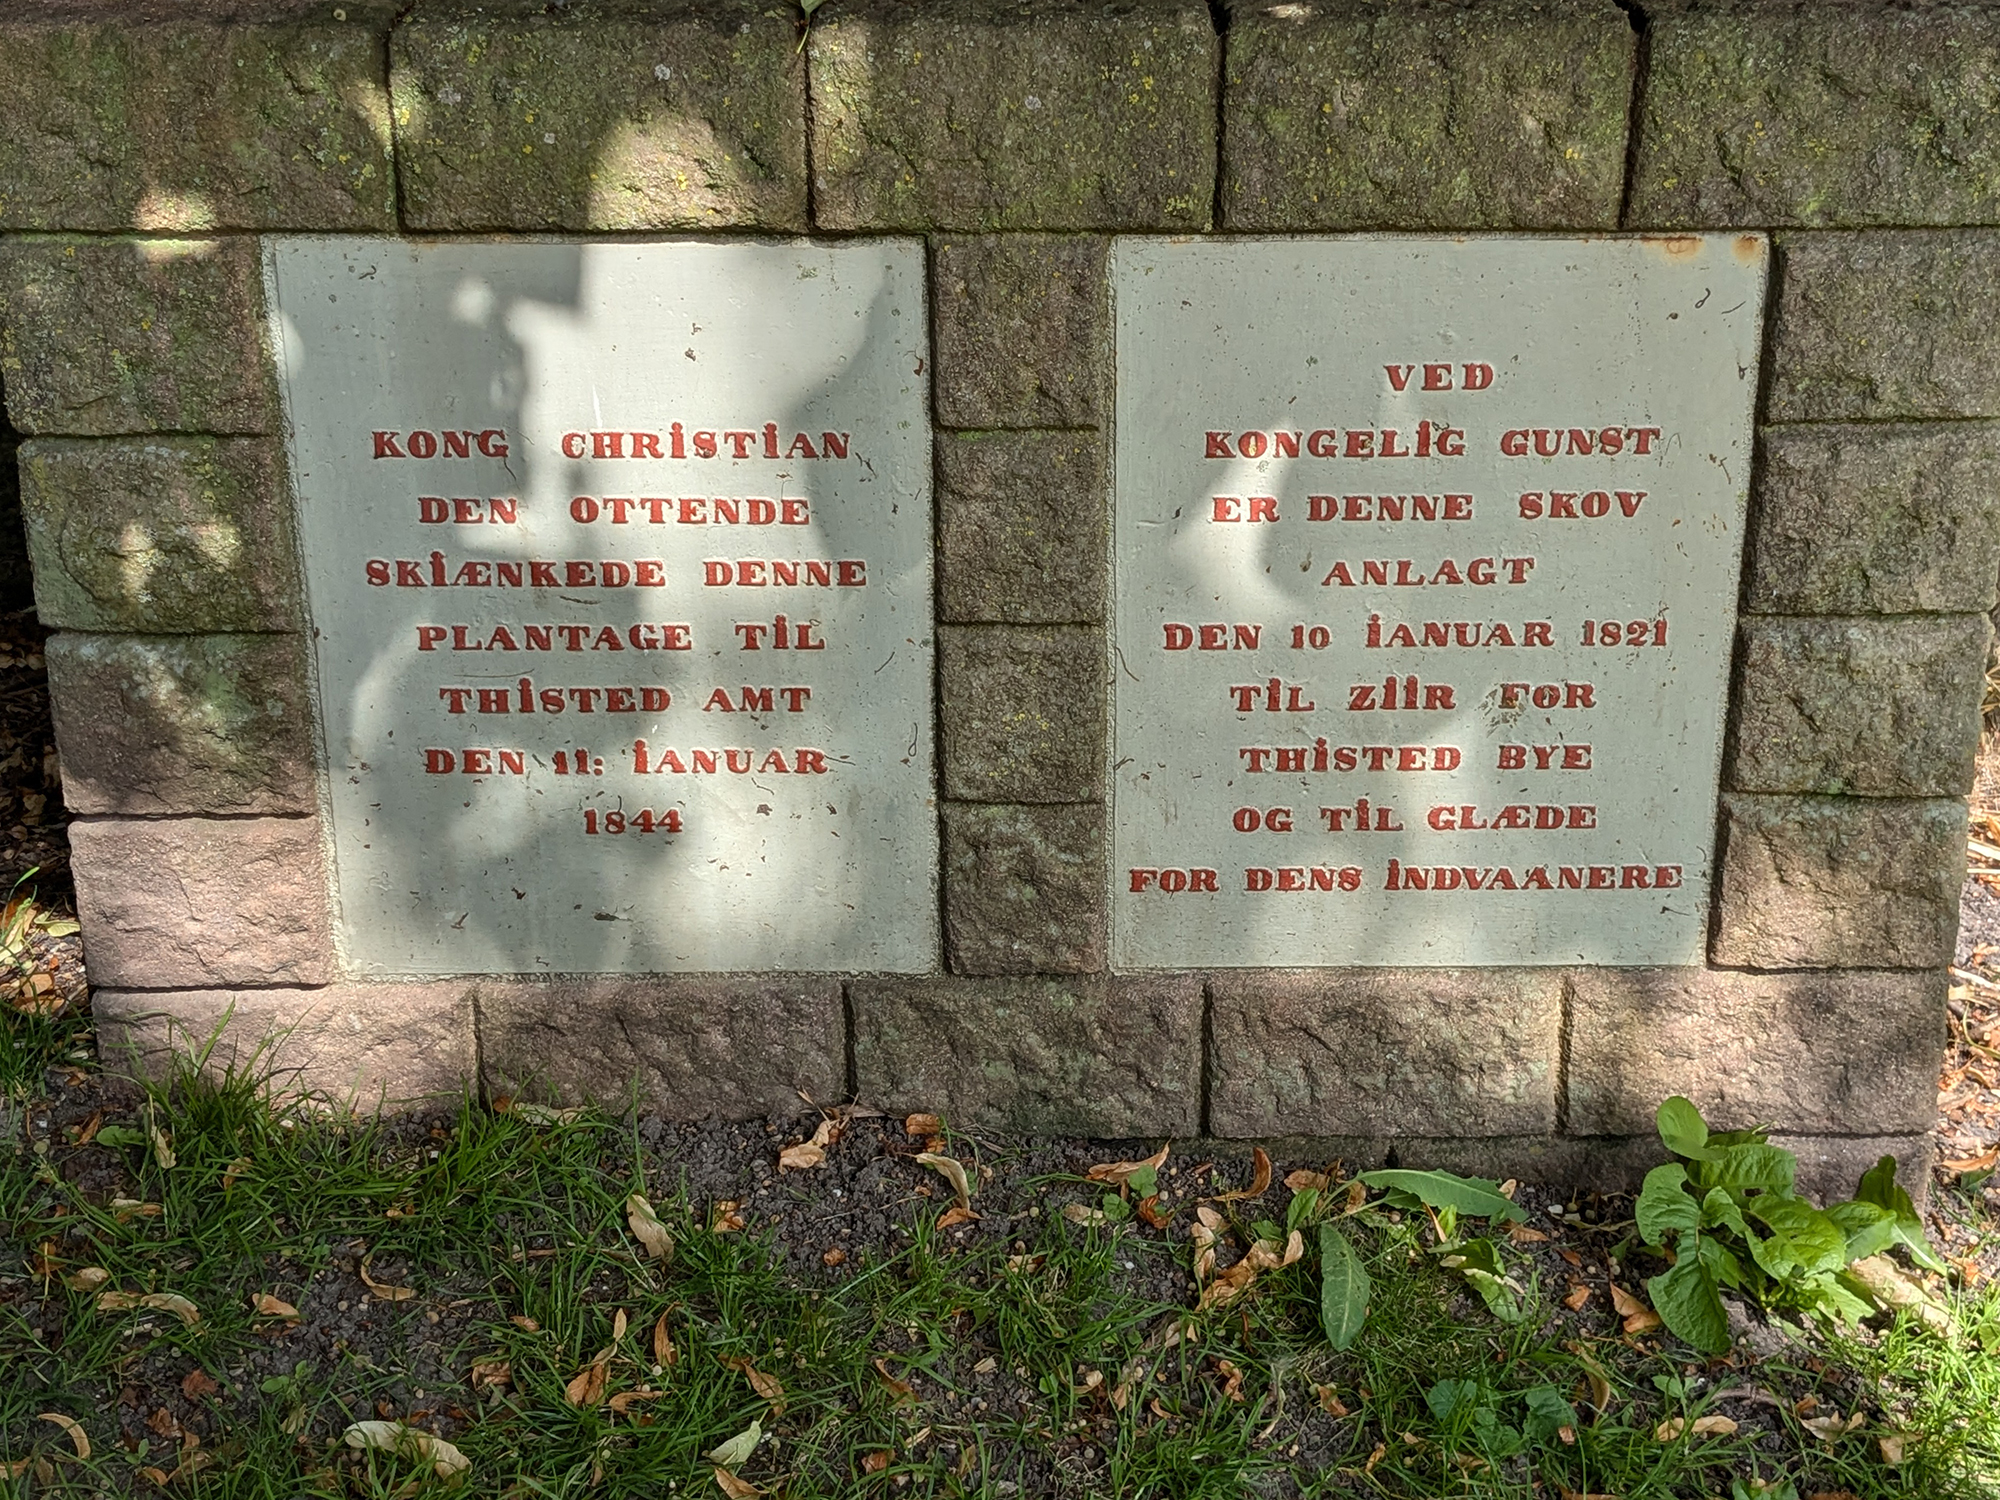 KONG CHRISTIAN
DEN OTTENDE
SKIÆNKEDE DENNE
PLANTAGE TIL
THISTED AMT
DEN 11: IANUAR
1844
VED
KONGELIG GUNST
ER DENNE SKOV
ANLAGT
DEN 10 IANUAR 1821
TIL ZIIR FOR
THISTED BYE
OG TIL GLÆDE
FOR DENS INDVAANERE